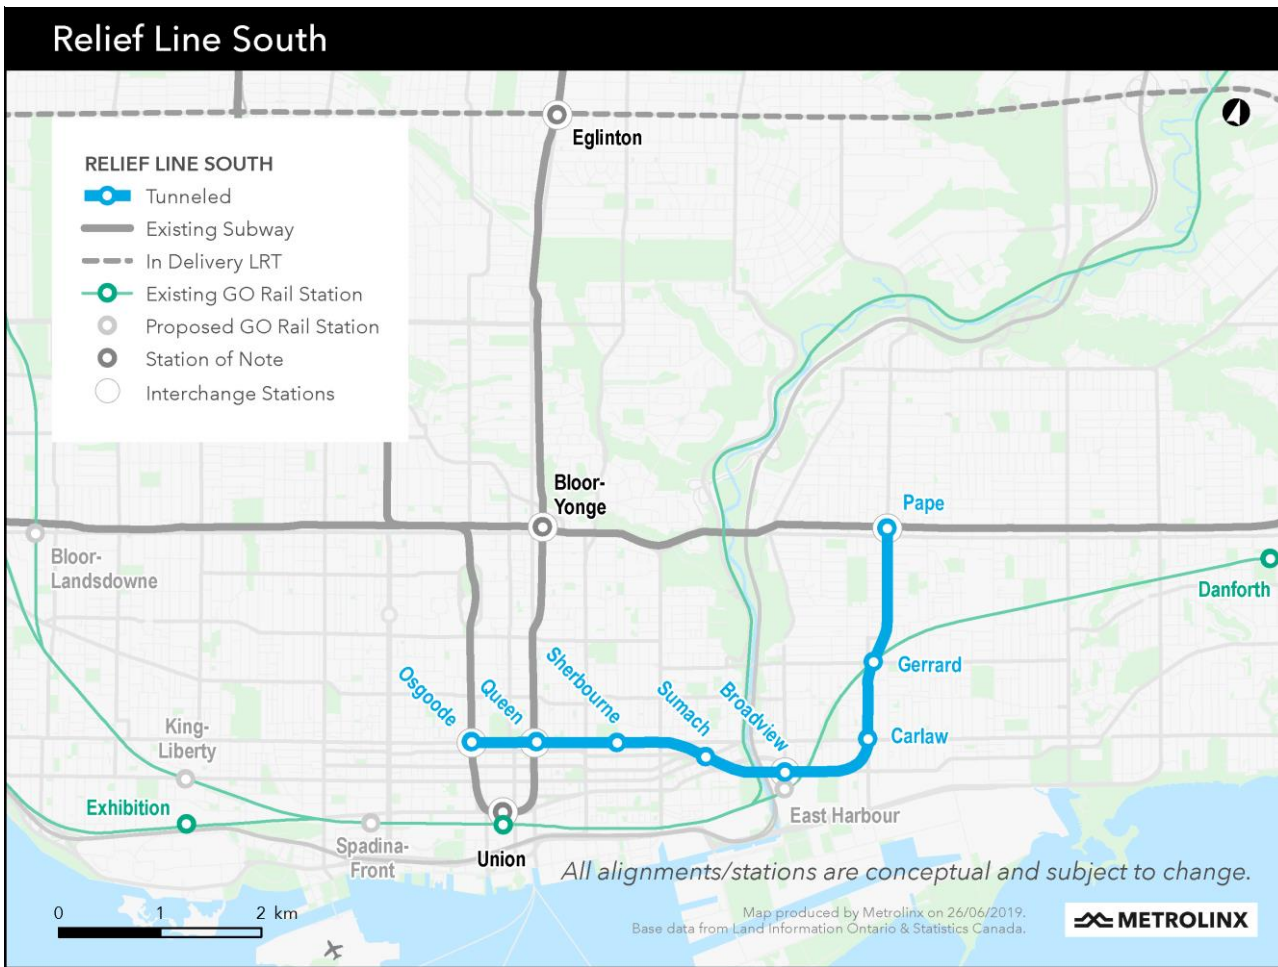 Relief Line South
RELIEF LINE SOUTH
Tunneled
Existing Subway
In Delivery LRT
Existing GO Rail Station
Proposed GO Rail Station
Station of Note
Interchange Stations
Eglinton
Bloor-
Yonge
Pape
Bloor-
Landsdowne
Danforth
Osgoode
Queen
Sherbourne
Sumach
Broadview
Gerrard
Carlaw
King-
Liberty
Exhibition
Spadina-
Front
Union
East Harbour
All alignments/stations are conceptual and subject to change.
0 1 2 km
Map produced by Metrolinx on 26/06/2019.
Base data from Land Information Ontario & Statistics Canada.
METROLINX